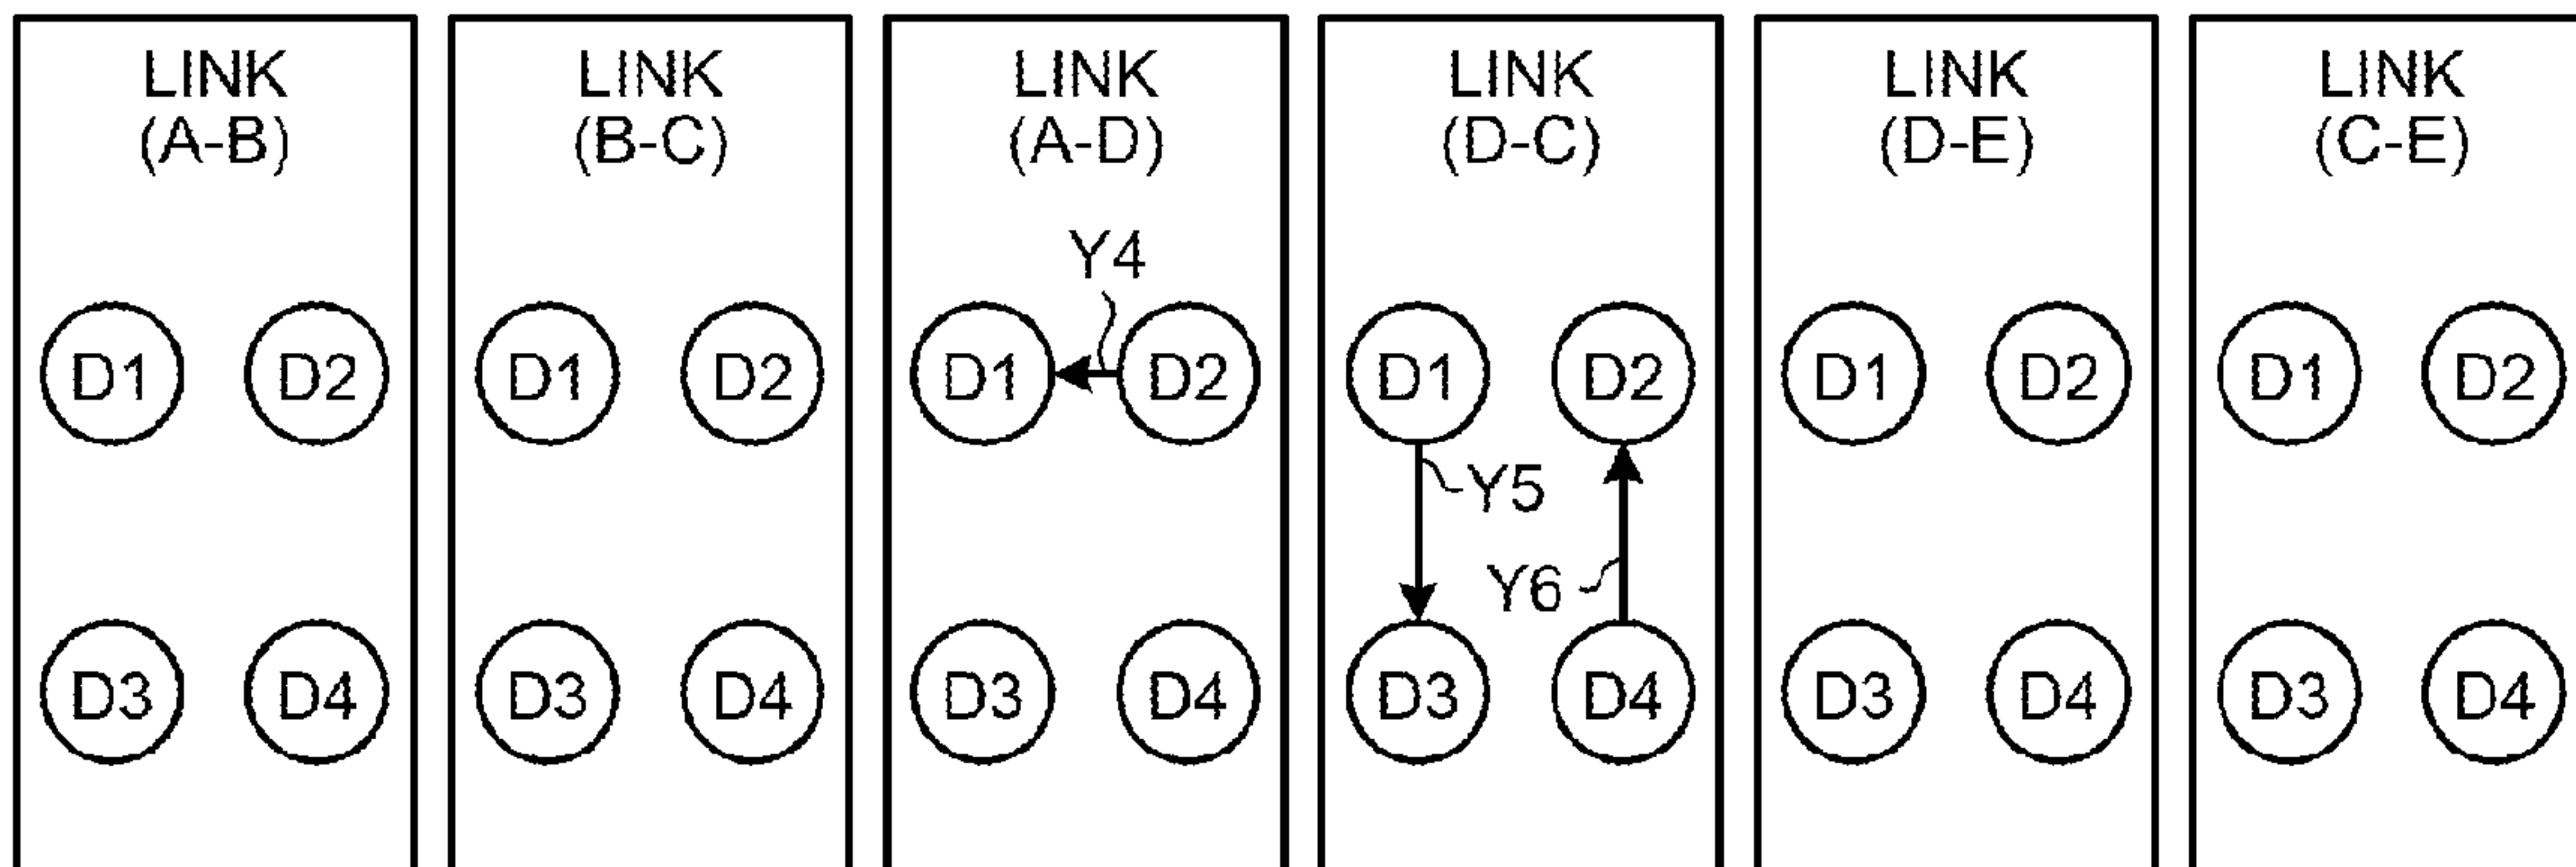 LINK
(A-B)
D1 D2
D3 D4
LINK
(B-C)
D1 D2
D3 D4
LINK
(A-D)
Y4
D1 D2
D3 D4
LINK
(D-C)
D1 D2
Y5
Y6
D3 D4
LINK
(D-E)
D1 D2
D3 D4
LINK
(C-E)
D1 D2
D3 D4